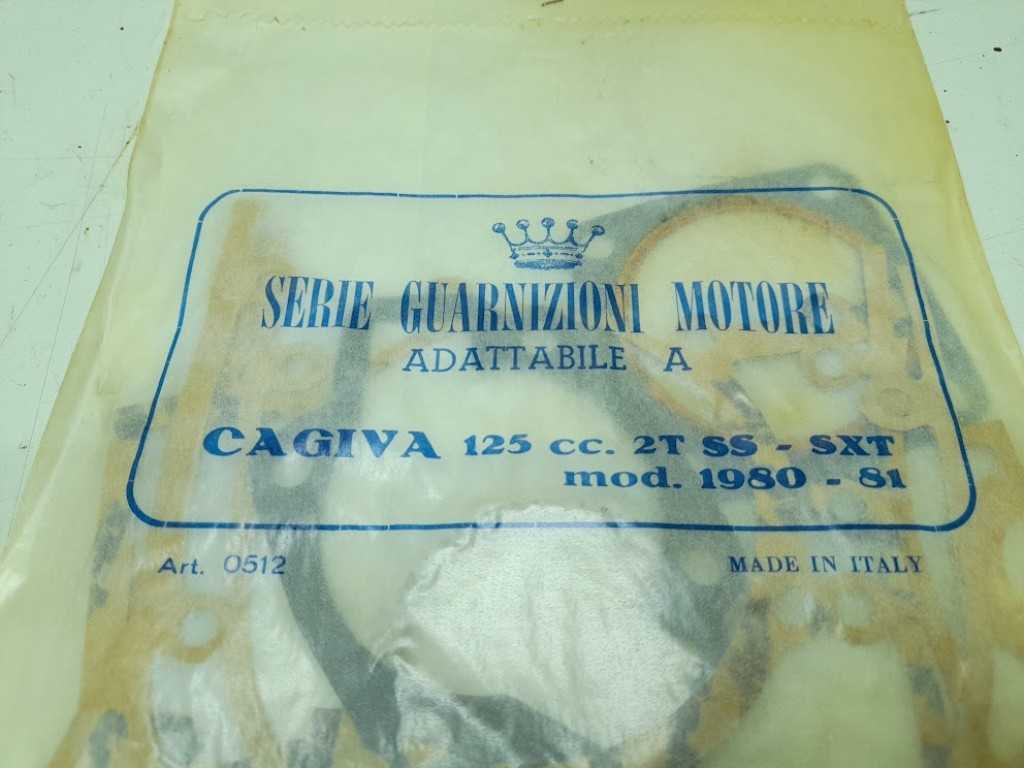 SERIE GUARNIZIONI MOTORE
ADATTABILE A
CAGIVA 125 cc. 2T SS - SXT
mod. 1980 - 81
Art. 0512
MADE IN ITALY